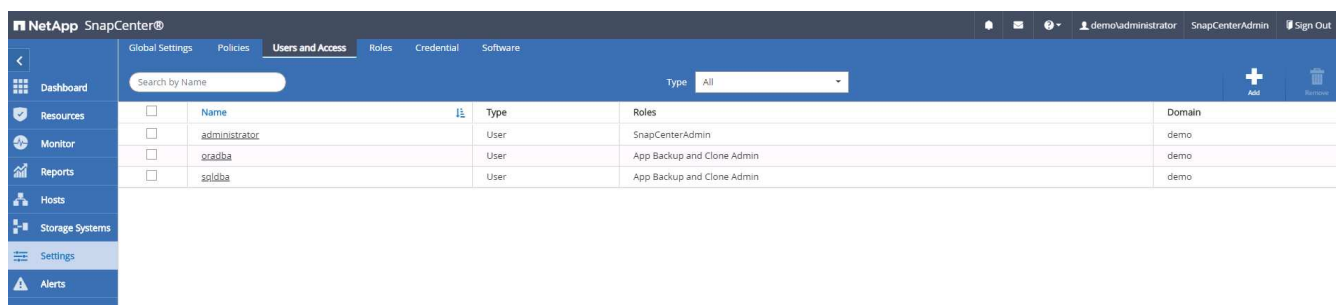 NetApp SnapCenter®
demo\administrator SnapCenterAdmin Sign Out
Global Settings Policies Users and Access Roles Credential Software
Search by Name Type All
Add Remove
Dashboard
Resources
Monitor
Reports
Hosts
Storage Systems
Settings
Alerts
Name Type Roles Domain
administrator User SnapCenterAdmin demo
oradba User App Backup and Clone Admin demo
sqldba User App Backup and Clone Admin demo